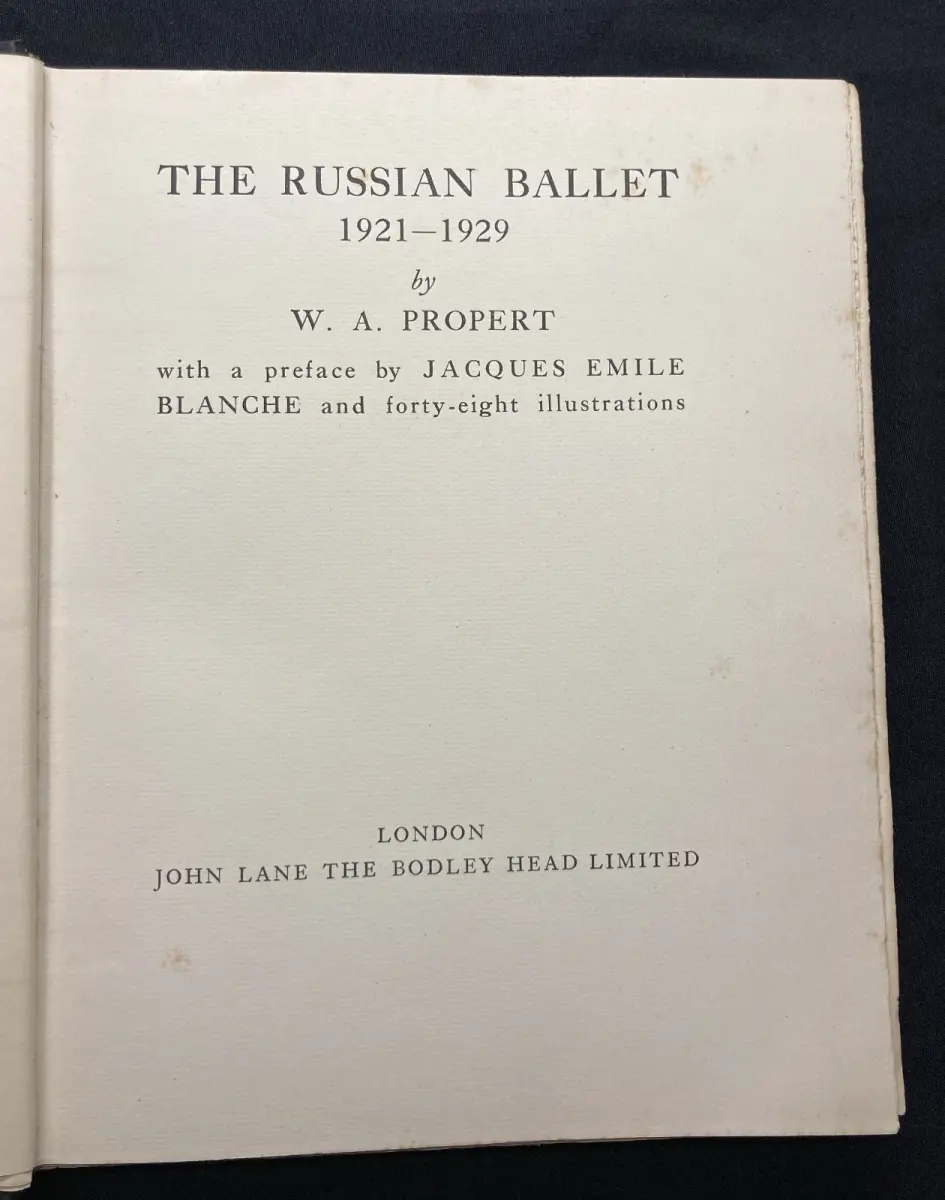 THE RUSSIAN BALLET
1921—1929
by
W. A. PROPERT
with a preface by JACQUES EMILE
BLANCHE and forty-eight illustrations
LONDON
JOHN LANE THE BODLEY HEAD LIMITED